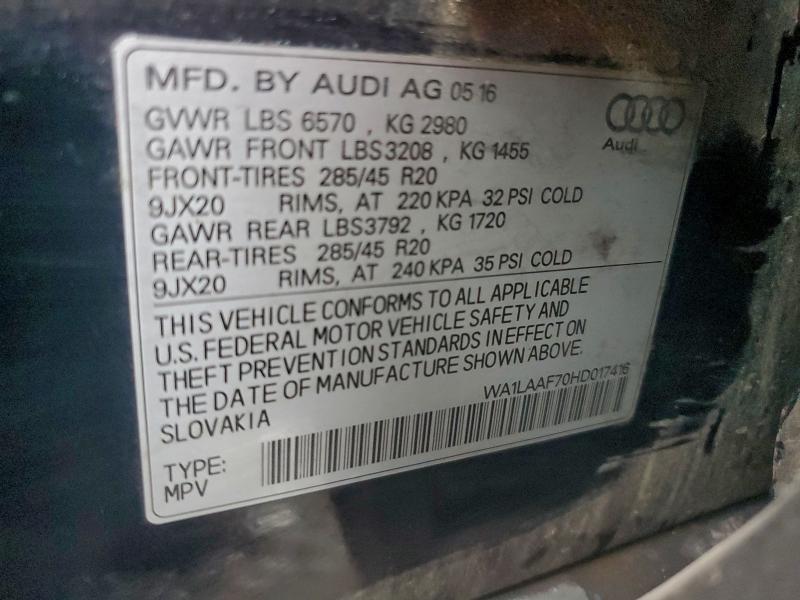 MFD. BY AUDI AG 05 16
Audi
GVWR LBS 6570 , KG 2980
GAWR FRONT LBS3208 , KG 1455
FRONT-TIRES 285/45 R20
9JX20 RIMS, AT 220 KPA 32 PSI COLD
GAWR REAR LBS3792 , KG 1720
REAR-TIRES 285/45 R20
9JX20 RIMS, AT 240 KPA 35 PSI COLD
THIS VEHICLE CONFORMS TO ALL APPLICABLE
U.S. FEDERAL MOTOR VEHICLE SAFETY AND
THEFT PREVENTION STANDARDS IN EFFECT ON
THE DATE OF MANUFACTURE SHOWN ABOVE.
SLOVAKIA
WA1LAAF70HD017416
TYPE:
MPV